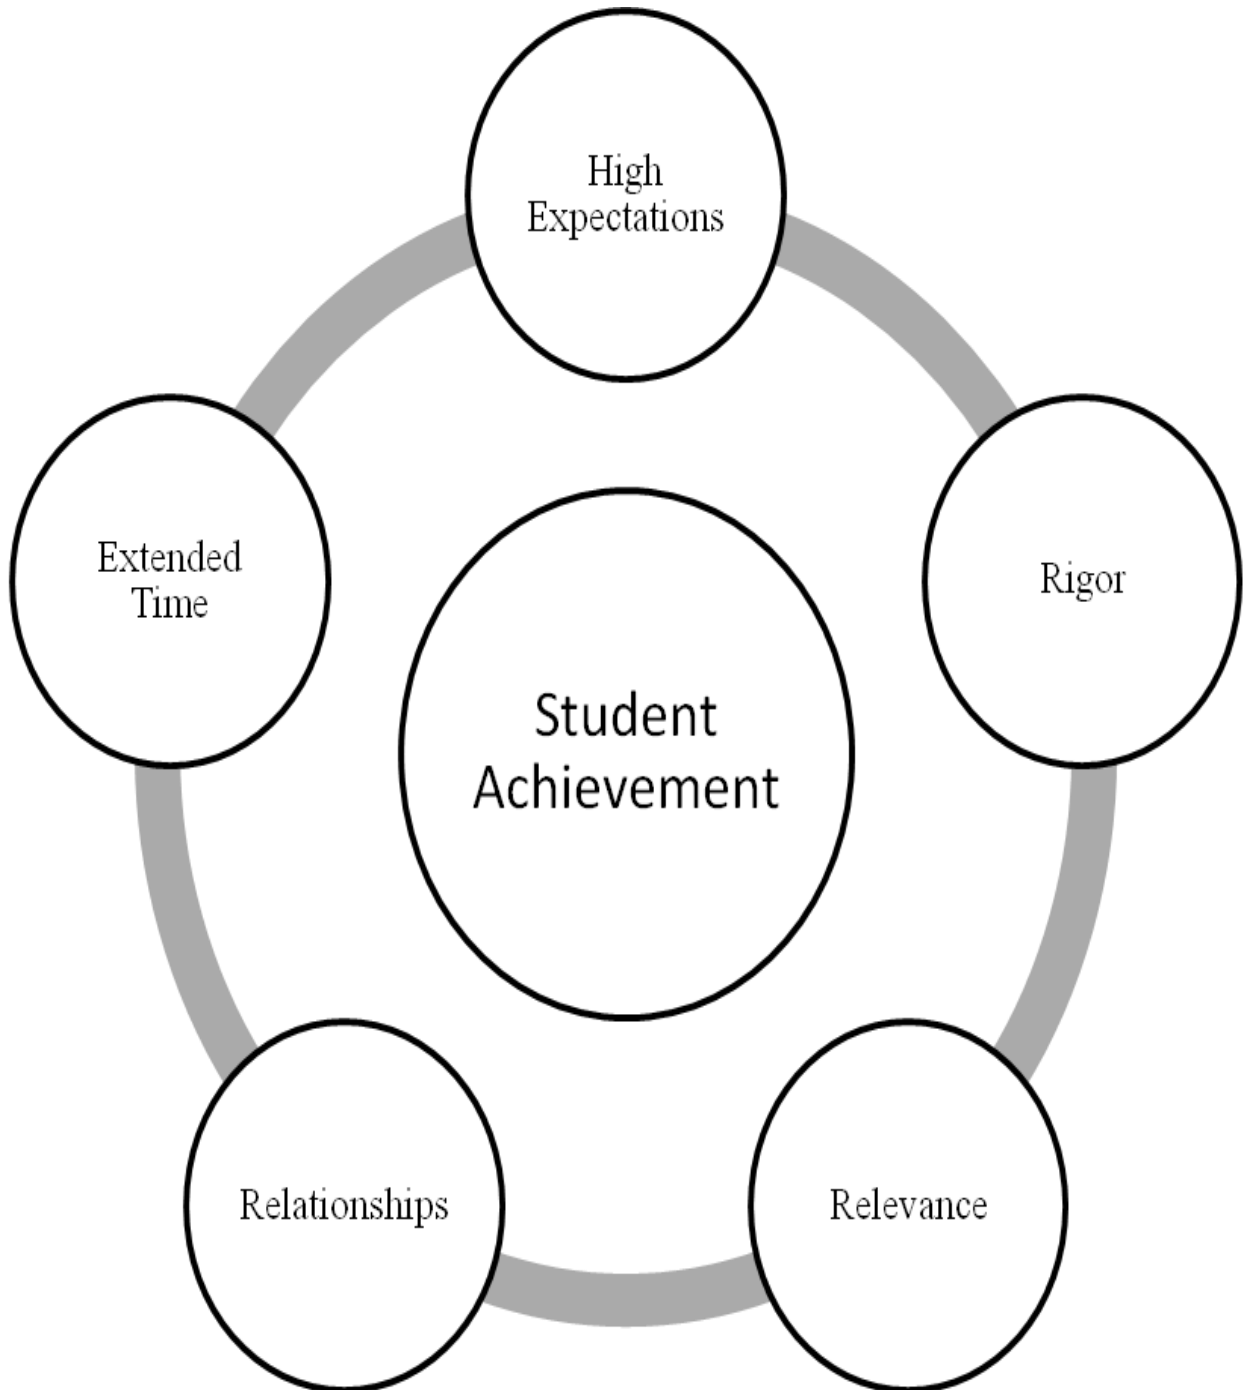 High
Expectations
Extended
Time
Rigor
Student
Achievement
Relationships
Relevance